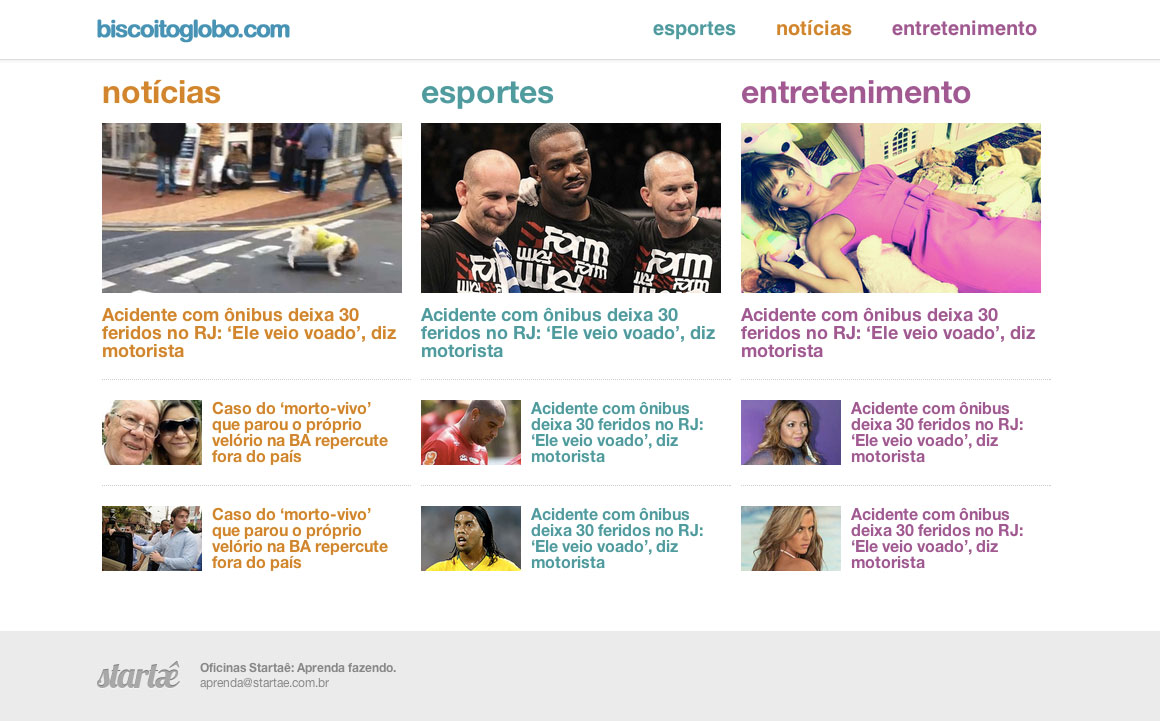 biscoitoglobo.com
esportes notícias entretenimento
notícias
Acidente com ônibus deixa 30
feridos no RJ: ‘Ele veio voado’, diz
motorista
Caso do ‘morto-vivo’
que parou o próprio
velório na BA repercute
fora do país
Caso do ‘morto-vivo’
que parou o próprio
velório na BA repercute
fora do país
esportes
Form
Form
Form
Acidente com ônibus deixa 30
feridos no RJ: ‘Ele veio voado’, diz
motorista
Acidente com ônibus
deixa 30 feridos no RJ:
‘Ele veio voado’, diz
motorista
Acidente com ônibus
deixa 30 feridos no RJ:
‘Ele veio voado’, diz
motorista
entretenimento
Acidente com ônibus deixa 30
feridos no RJ: ‘Ele veio voado’, diz
motorista
Acidente com ônibus
deixa 30 feridos no RJ:
‘Ele veio voado’, diz
motorista
Acidente com ônibus
deixa 30 feridos no RJ:
‘Ele veio voado’, diz
motorista
startaê
Oficinas Startaê: Aprenda fazendo.
aprenda@startae.com.br